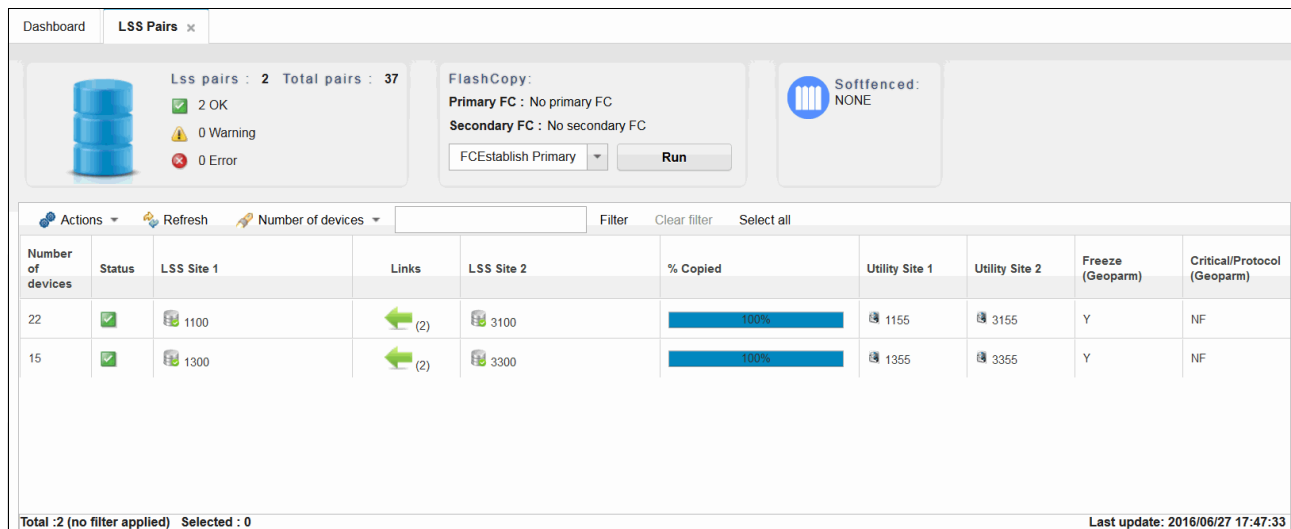 Dashboard LSS Pairs ×
Lss pairs : 2 Total pairs : 37
2 OK
0 Warning
0 Error
FlashCopy:
Primary FC : No primary FC
Secondary FC : No secondary FC
FCEstablish Primary Run
Softfenced:
NONE
Actions Refresh Number of devices Filter Clear filter Select all
Number of devices Status LSS Site 1 Links LSS Site 2 % Copied Utility Site 1 Utility Site 2 Freeze (Geoparm) Critical/Protocol (Geoparm)
22 1100 (2) 3100 100% 1155 3155 Y NF
15 1300 (2) 3300 100% 1355 3355 Y NF
Total :2 (no filter applied) Selected : 0 Last update: 2016/06/27 17:47:33